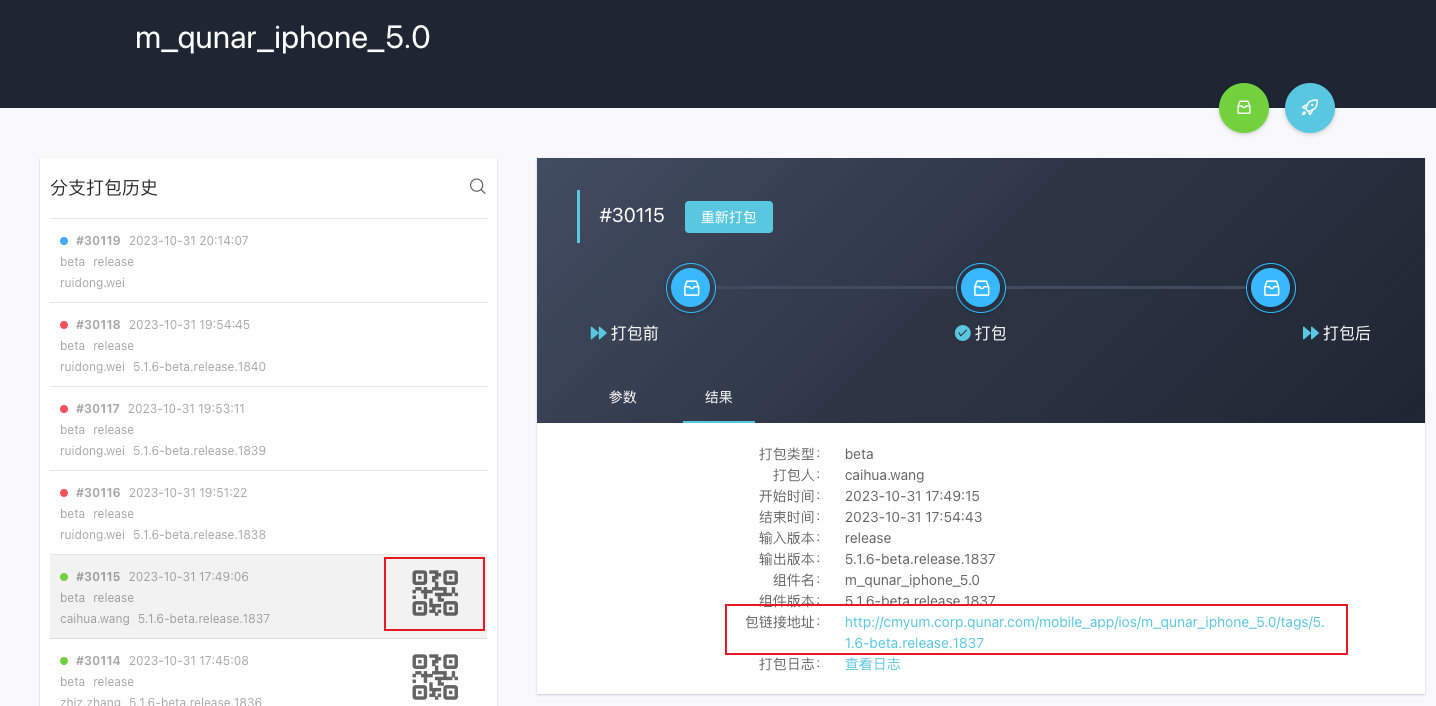 m_qunar_iphone_5.0
分支打包历史
#30119 2023-10-31 20:14:07
beta release
ruidong.wei
#30118 2023-10-31 19:54:45
beta release
ruidong.wei 5.1.6-beta.release.1840
#30117 2023-10-31 19:53:11
beta release
ruidong.wei 5.1.6-beta.release.1839
#30116 2023-10-31 19:51:22
beta release
ruidong.wei 5.1.6-beta.release.1838
#30115 2023-10-31 17:49:06
beta release
caihua.wang 5.1.6-beta.release.1837
#30114 2023-10-31 17:45:08
beta release
zhiz.zhang 5.1.6-beta.release.1836
#30115 重新打包
打包前 打包 打包后
参数 结果
打包类型： beta
打包人： caihua.wang
开始时间： 2023-10-31 17:49:15
结束时间： 2023-10-31 17:54:43
输入版本： release
输出版本： 5.1.6-beta.release.1837
组件名： m_qunar_iphone_5.0
组件版本： 5.1.6-beta.release.1837
包链接地址： http://cmyum.corp.qunar.com/mobile_app/ios/m_qunar_iphone_5.0/tags/5.
1.6-beta.release.1837
打包日志： 查看日志